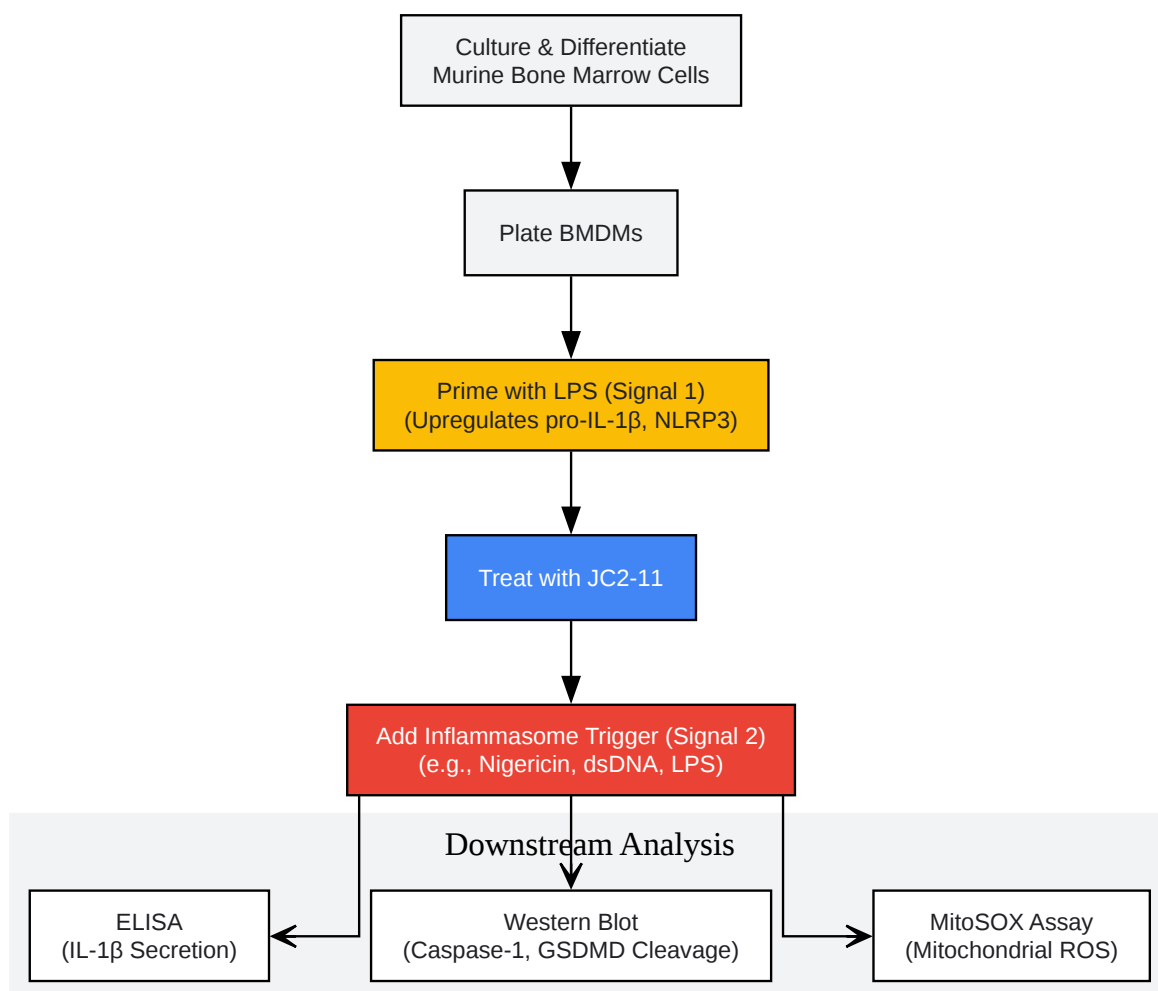 Culture & Differentiate
Murine Bone Marrow Cells
Plate BMDMs
Prime with LPS (Signal 1)
(Upregulates pro-IL-1β, NLRP3)
Treat with JC2-11
Add Inflammasome Trigger (Signal 2)
(e.g., Nigericin, dsDNA, LPS)
Downstream Analysis
ELISA
(IL-1β Secretion)
Western Blot
(Caspase-1, GSDMD Cleavage)
MitoSOX Assay
(Mitochondrial ROS)